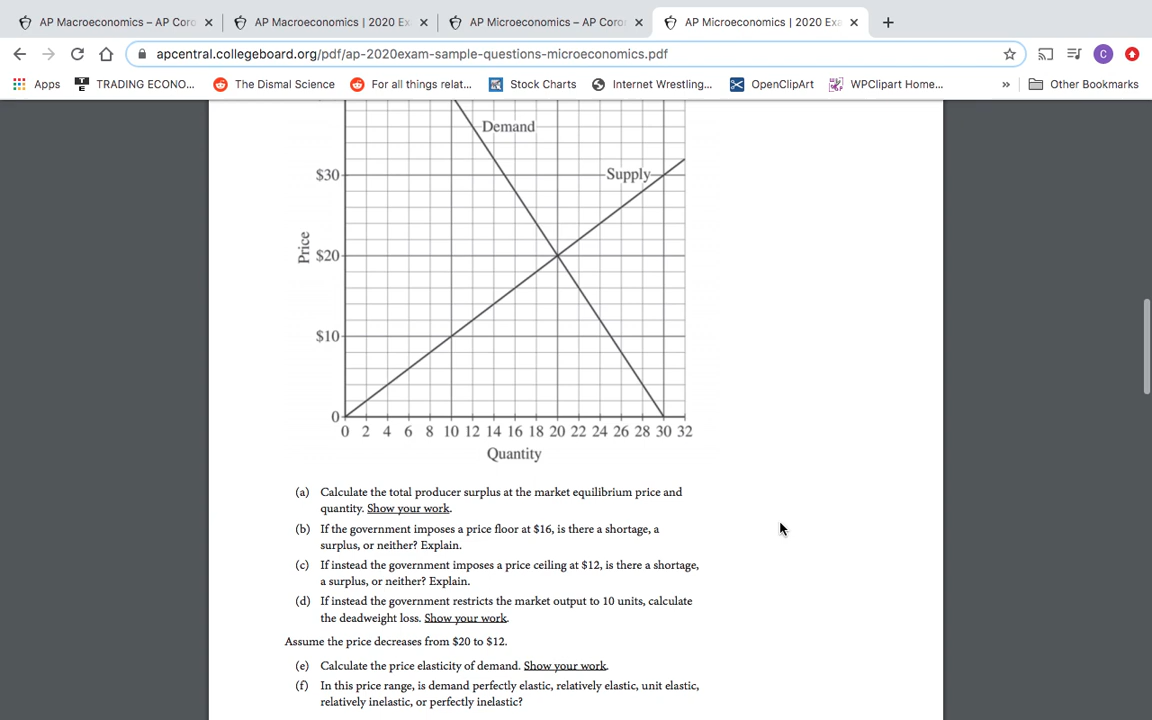 AP Macroeconomics – AP Coro
AP Macroeconomics | 2020 Ex
AP Microeconomics – AP Coro
AP Microeconomics | 2020 Exa
apcentral.collegeboard.org/pdf/ap-2020exam-sample-questions-microeconomics.pdf
C
Apps
TRADING ECONO...
The Dismal Science
For all things relat...
Stock Charts
Internet Wrestling...
OpenClipArt
WPClipart Home...
»
Other Bookmarks
Demand
$30
Supply
Price
$20
$10
0
0 2 4 6 8 10 12 14 16 18 20 22 24 26 28 30 32
Quantity
(a) Calculate the total producer surplus at the market equilibrium price and
quantity. Show your work.
(b) If the government imposes a price floor at $16, is there a shortage, a
surplus, or neither? Explain.
(c) If instead the government imposes a price ceiling at $12, is there a shortage,
a surplus, or neither? Explain.
(d) If instead the government restricts the market output to 10 units, calculate
the deadweight loss. Show your work.
Assume the price decreases from $20 to $12.
(e) Calculate the price elasticity of demand. Show your work.
(f) In this price range, is demand perfectly elastic, relatively elastic, unit elastic,
relatively inelastic, or perfectly inelastic?